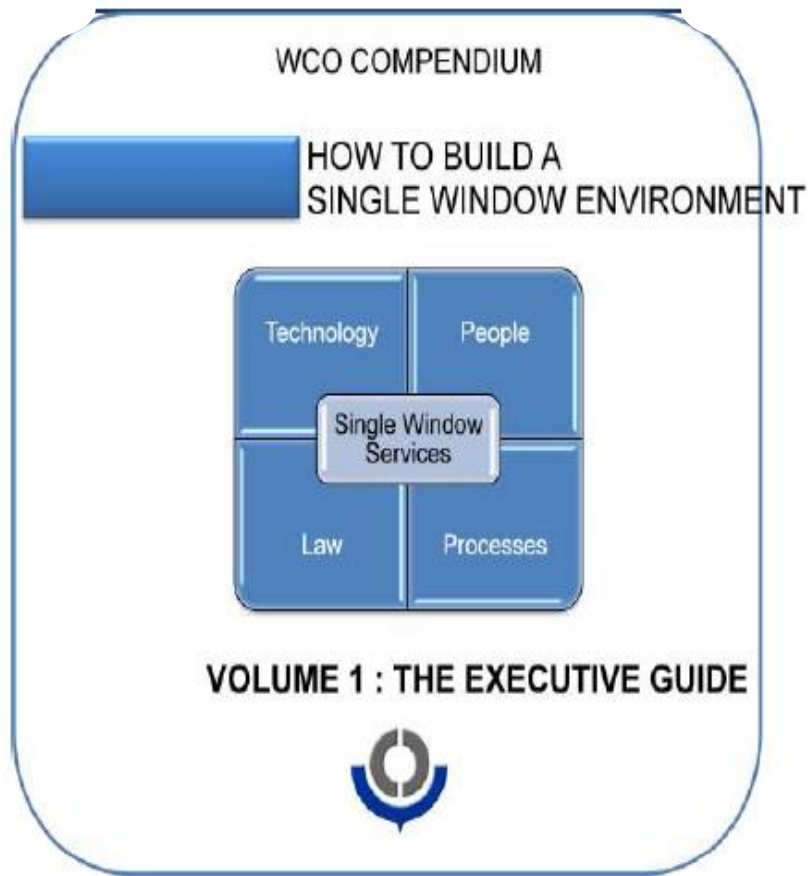 WCO COMPENDIUM
HOW TO BUILD A
SINGLE WINDOW ENVIRONMENT
Technology
People
Single Window
Services
Law
Processes
VOLUME 1 : THE EXECUTIVE GUIDE